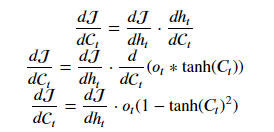 d𝒥/dC_t = d𝒥/dh_t · dh_t/dC_t
d𝒥/dC_t = d𝒥/dh_t · d/dC_t (o_t * tanh(C_t))
d𝒥/dC_t = d𝒥/dh_t · o_t(1 − tanh(C_t)²)